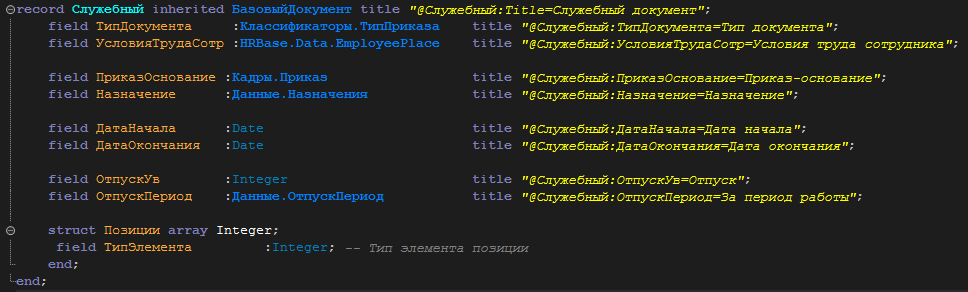 record Служебный inherited БазовыйДокумент title "@Служебный:Title=Служебный документ";
field ТипДокумента :Классификаторы.ТипПриказа title "@Служебный:ТипДокумента=Тип документа";
field УсловияТрудаСотр :HRBase.Data.EmployeePlace title "@Служебный:УсловияТрудаСотр=Условия труда сотрудника";
field ПриказОснование :Кадры.Приказ title "@Служебный:ПриказОснование=Приказ-основание";
field Назначение :Данные.Назначения title "@Служебный:Назначение=Назначение";
field ДатаНачала :Date title "@Служебный:ДатаНачала=Дата начала";
field ДатаОкончания :Date title "@Служебный:ДатаОкончания=Дата окончания";
field ОтпускУв :Integer title "@Служебный:ОтпускУв=Отпуск";
field ОтпускПериод :Данные.ОтпускПериод title "@Служебный:ОтпускПериод=За период работы";
struct Позиции array Integer;
field ТипЭлемента :Integer; -- Тип элемента позиции
end;
end;